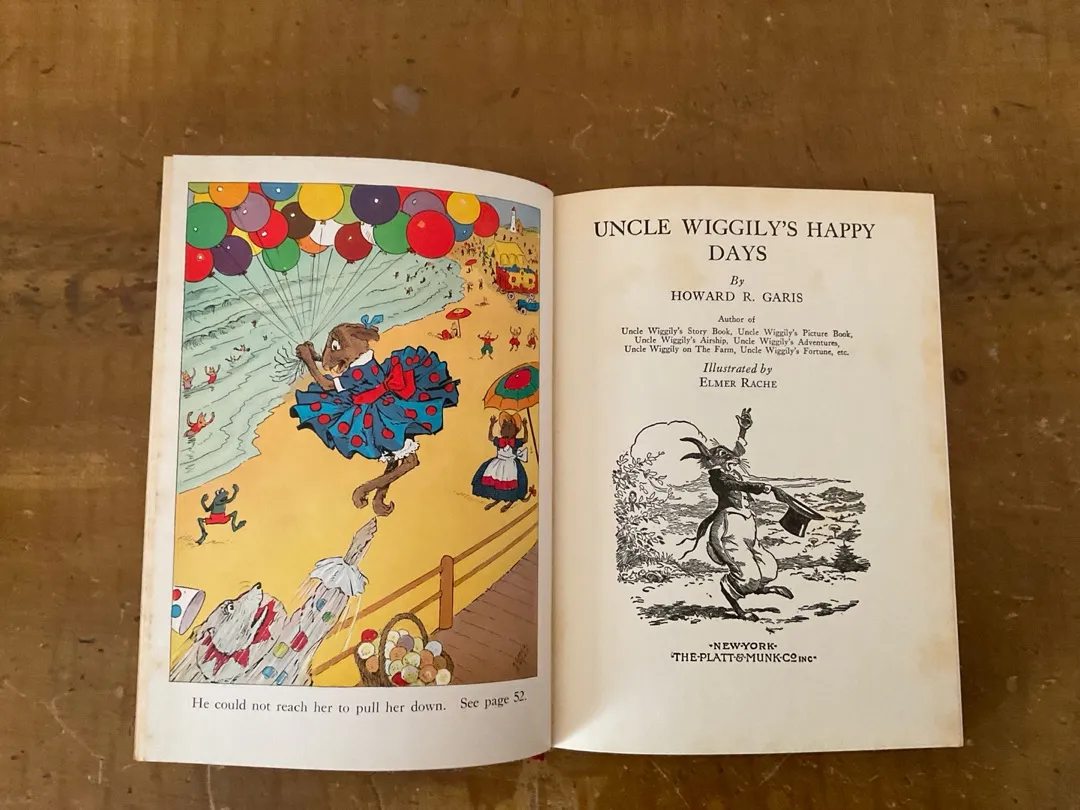 He could not reach her to pull her down. See page 52.
UNCLE WIGGILY'S HAPPY
DAYS
By
HOWARD R. GARIS
Author of
Uncle Wiggily's Story Book, Uncle Wiggily's Picture Book,
Uncle Wiggily's Airship, Uncle Wiggily's Adventures,
Uncle Wiggily on The Farm, Uncle Wiggily's Fortune, etc.
Illustrated by
ELMER RACHE
·NEW·YORK·
·THE·PLATT·&·MUNK·CO INC·